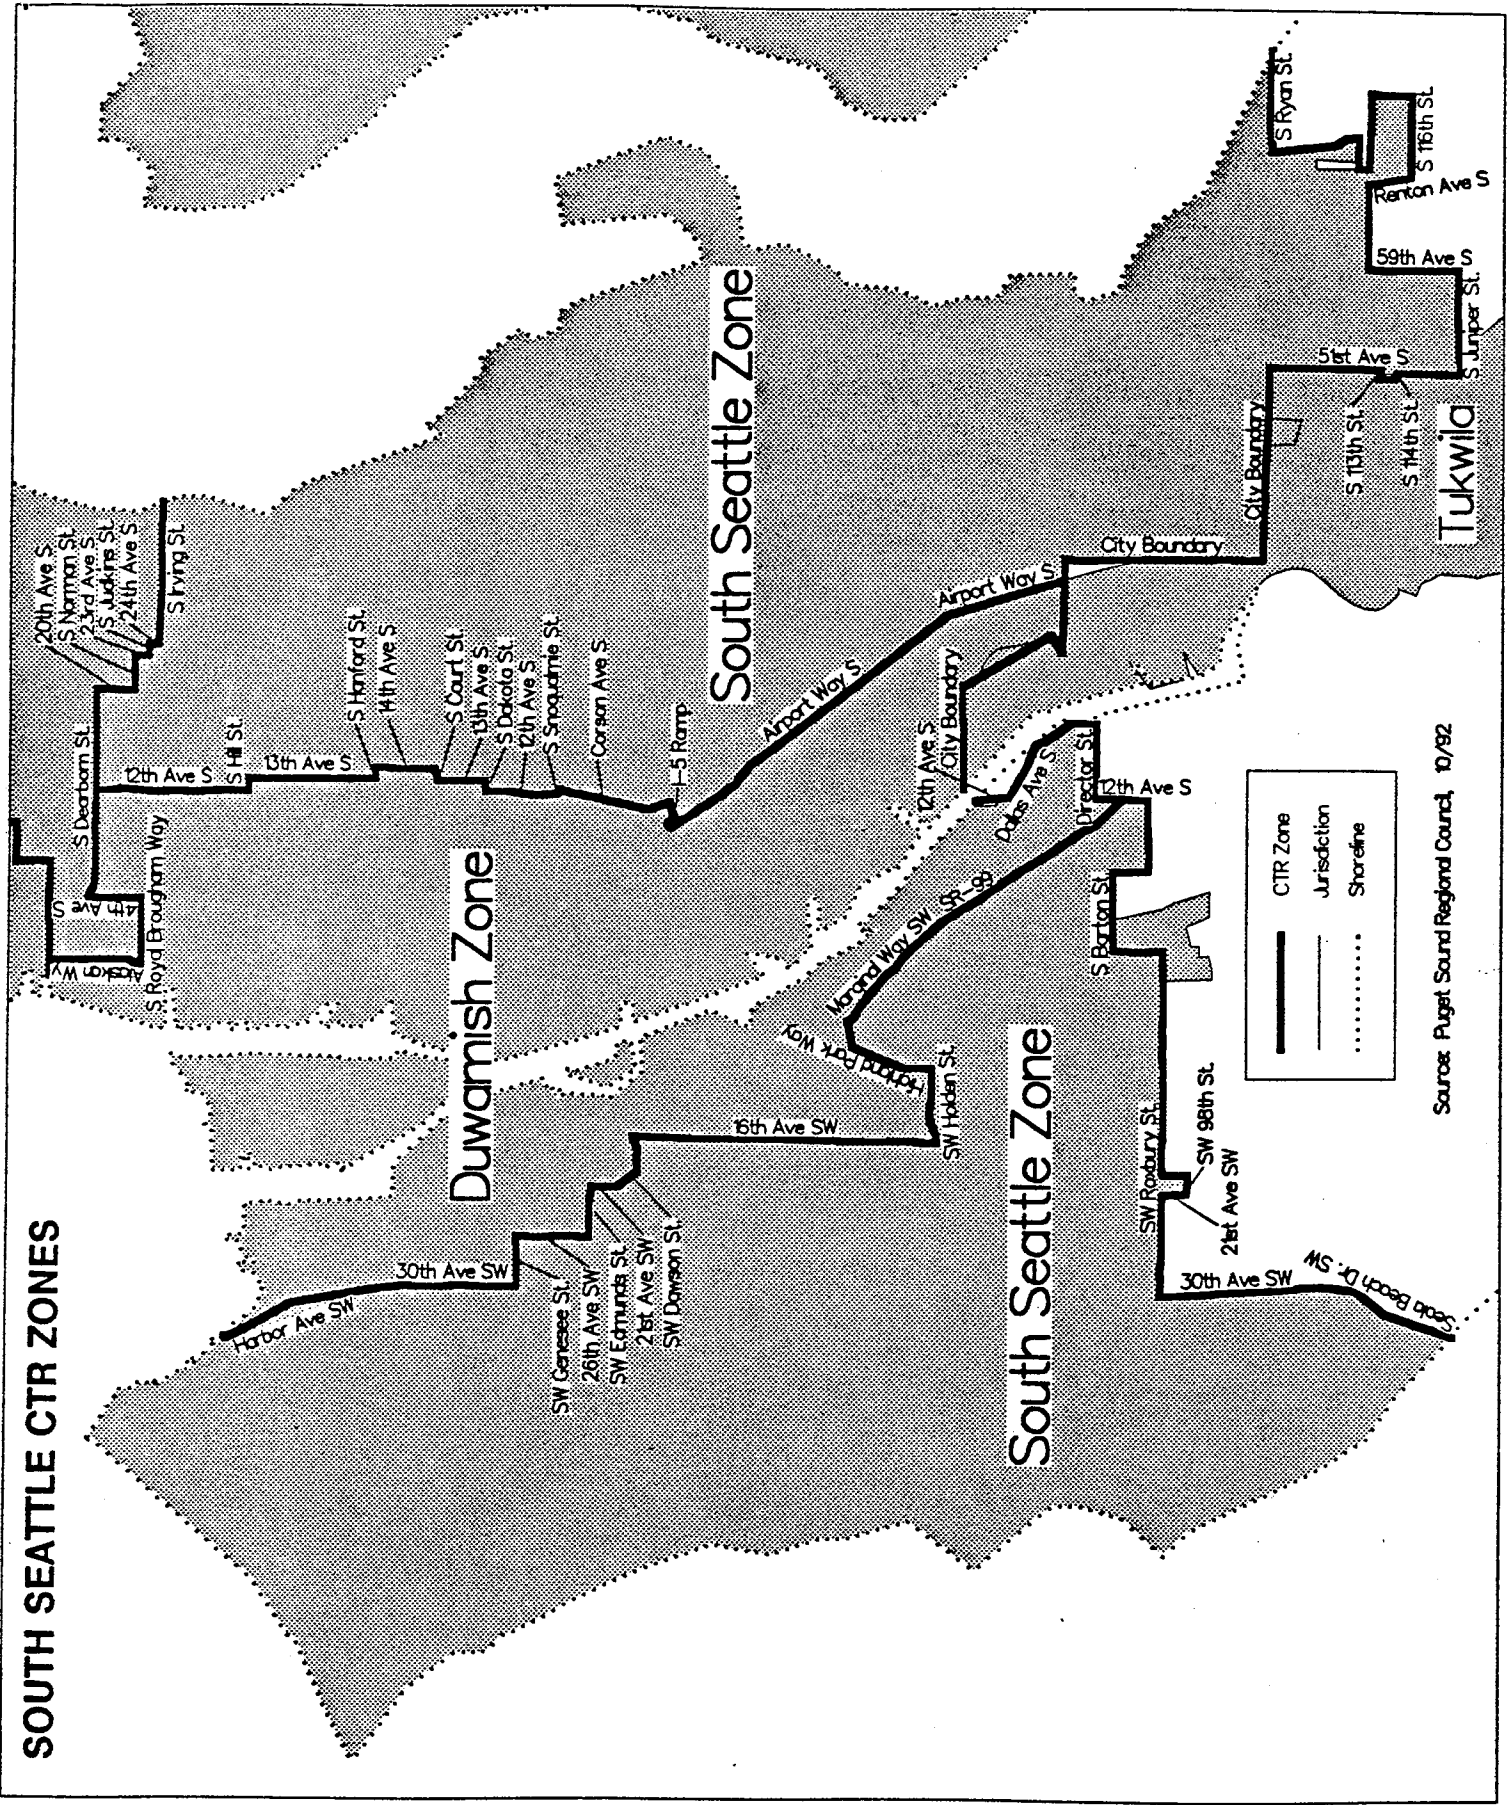 SOUTH SEATTLE CTR ZONES
Alaskan Wy
4th Ave S
S Royal Brougham Way
S Dearborn St.
20th Ave S
S Norman St.
23rd Ave S
S Judkins St.
24th Ave S
S Irving St.
12th Ave S
S Hill St.
13th Ave S
S Hanford St.
14th Ave S
S Court St.
13th Ave S
S Dakota St.
12th Ave S
S Snoqualmie St.
Corson Ave S
I-5 Ramp
Airport Way S
Airport Way S
Duwamish Zone
South Seattle Zone
Harbor Ave SW
30th Ave SW
SW Genesee St.
26th Ave SW
SW Edmunds St.
21st Ave SW
SW Dawson St.
16th Ave SW
SW Holden St.
Highland Park Way
Marginal Way SW
SR-99
12th Ave S
City Boundary
Dallas Ave S
Director St.
12th Ave S
S Barton St.
South Seattle Zone
SW Roxbury St.
SW 98th St.
21st Ave SW
30th Ave SW
Seola Beach Dr. SW
City Boundary
City Boundary
51st Ave S
S 113th St.
S 114th St.
Tukwila
S Juniper St.
59th Ave S
Renton Ave S
S 116th St.
S Ryan St.
CTR Zone
Jurisdiction
Shoreline
Source: Puget Sound Regional Council, 10/92